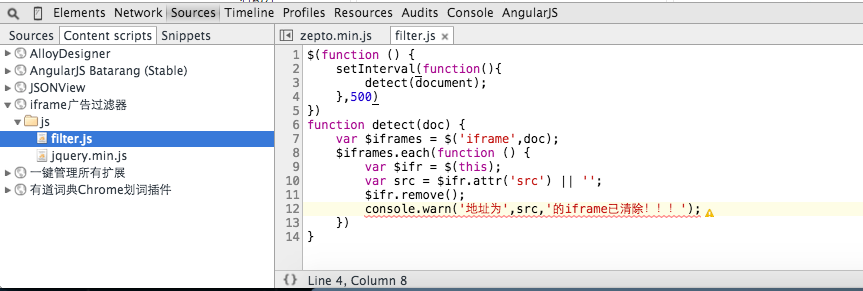 Elements Network Sources Timeline Profiles Resources Audits Console AngularJS
Sources Content scripts Snippets
zepto.min.js filter.js ×
AlloyDesigner
AngularJS Batarang (Stable)
JSONView
iframe广告过滤器
js
filter.js
jquery.min.js
一键管理所有扩展
有道词典Chrome划词插件
1 $(function () {
2 setInterval(function(){
3 detect(document);
4 },500)
5 })
6 function detect(doc) {
7 var $iframes = $('iframe',doc);
8 $iframes.each(function () {
9 var $ifr = $(this);
10 var src = $ifr.attr('src') || '';
11 $ifr.remove();
12 console.warn('地址为',src,'的iframe已清除！！！');
13 })
14 }
{} Line 4, Column 8